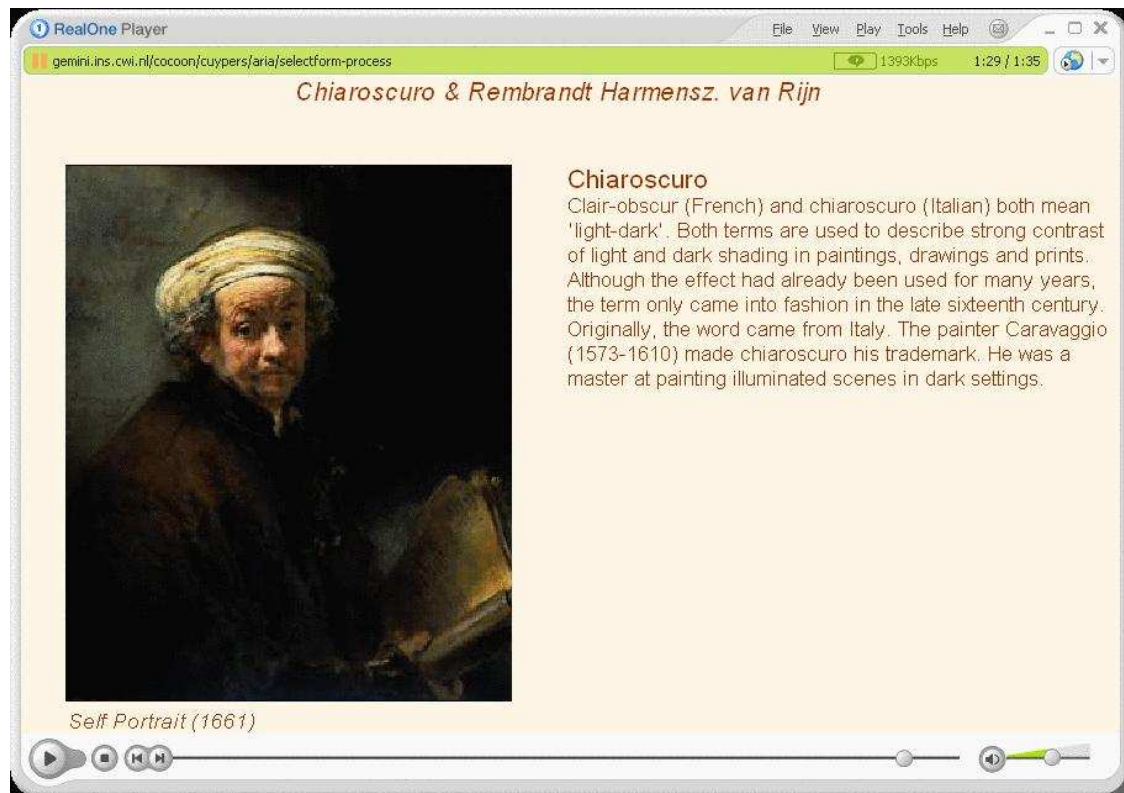 RealOne Player
File View Play Tools Help
gemini.ins.cwi.nl/cocoon/cuypers/aria/selectform-process
1393Kbps 1:29 / 1:35
Chiaroscuro & Rembrandt Harmensz. van Rijn
Chiaroscuro
Clair-obscur (French) and chiaroscuro (Italian) both mean
'light-dark'. Both terms are used to describe strong contrast
of light and dark shading in paintings, drawings and prints.
Although the effect had already been used for many years,
the term only came into fashion in the late sixteenth century.
Originally, the word came from Italy. The painter Caravaggio
(1573-1610) made chiaroscuro his trademark. He was a
master at painting illuminated scenes in dark settings.
Self Portrait (1661)